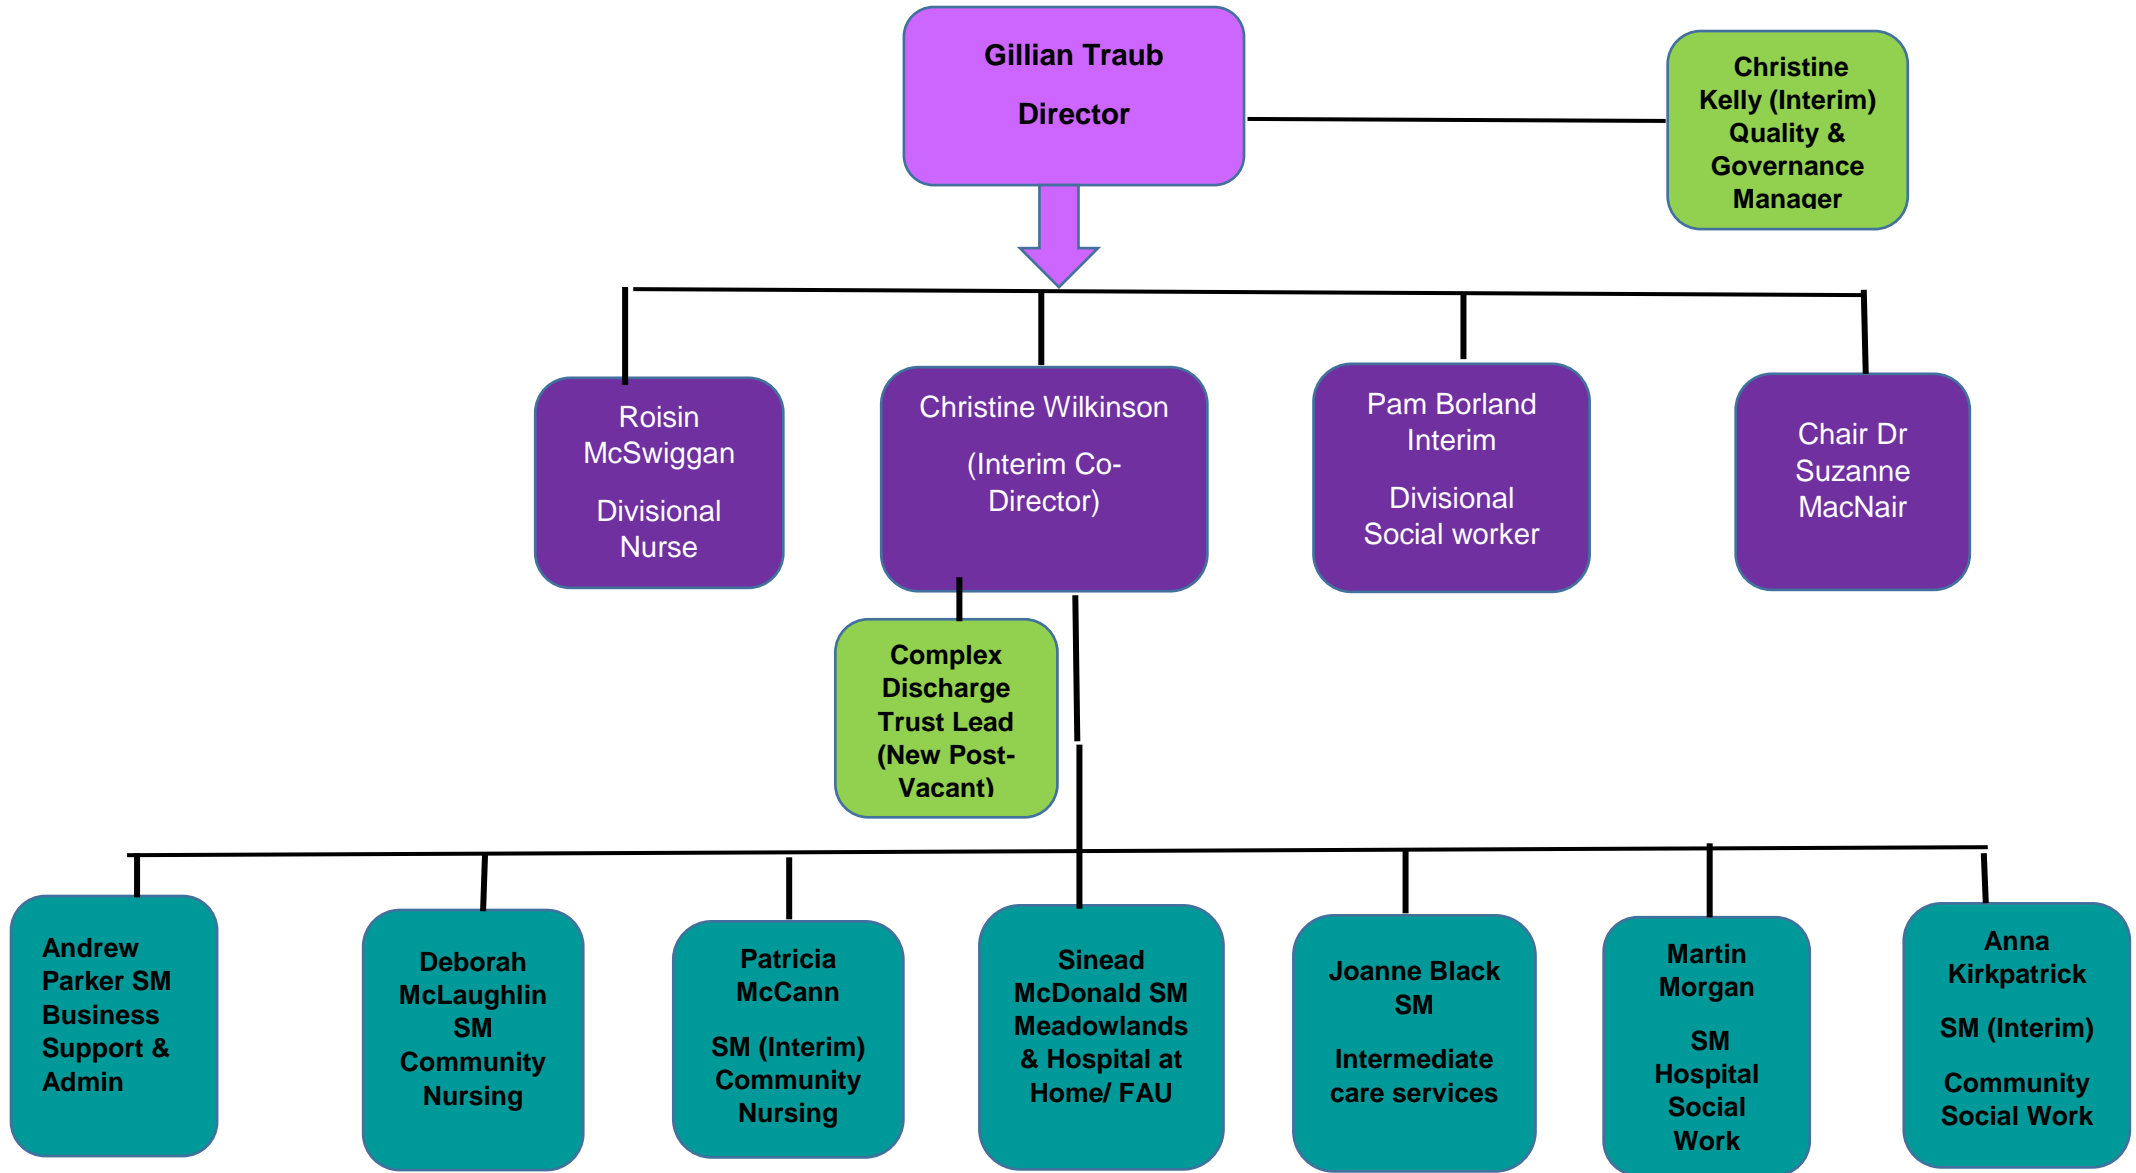 Gillian Traub
Director
Christine
Kelly (Interim)
Quality &
Governance
Manager
Roisin
McSwiggan
Divisional
Nurse
Christine Wilkinson
(Interim Co-
Director)
Pam Borland
Interim
Divisional
Social worker
Chair Dr
Suzanne
MacNair
Complex
Discharge
Trust Lead
(New Post-
Vacant)
Andrew
Parker SM
Business
Support &
Admin
Deborah
McLaughlin
SM
Community
Nursing
Patricia
McCann
SM (Interim)
Community
Nursing
Sinead
McDonald SM
Meadowlands
& Hospital at
Home/ FAU
Joanne Black
SM
Intermediate
care services
Martin
Morgan
SM
Hospital
Social
Work
Anna
Kirkpatrick
SM (Interim)
Community
Social Work